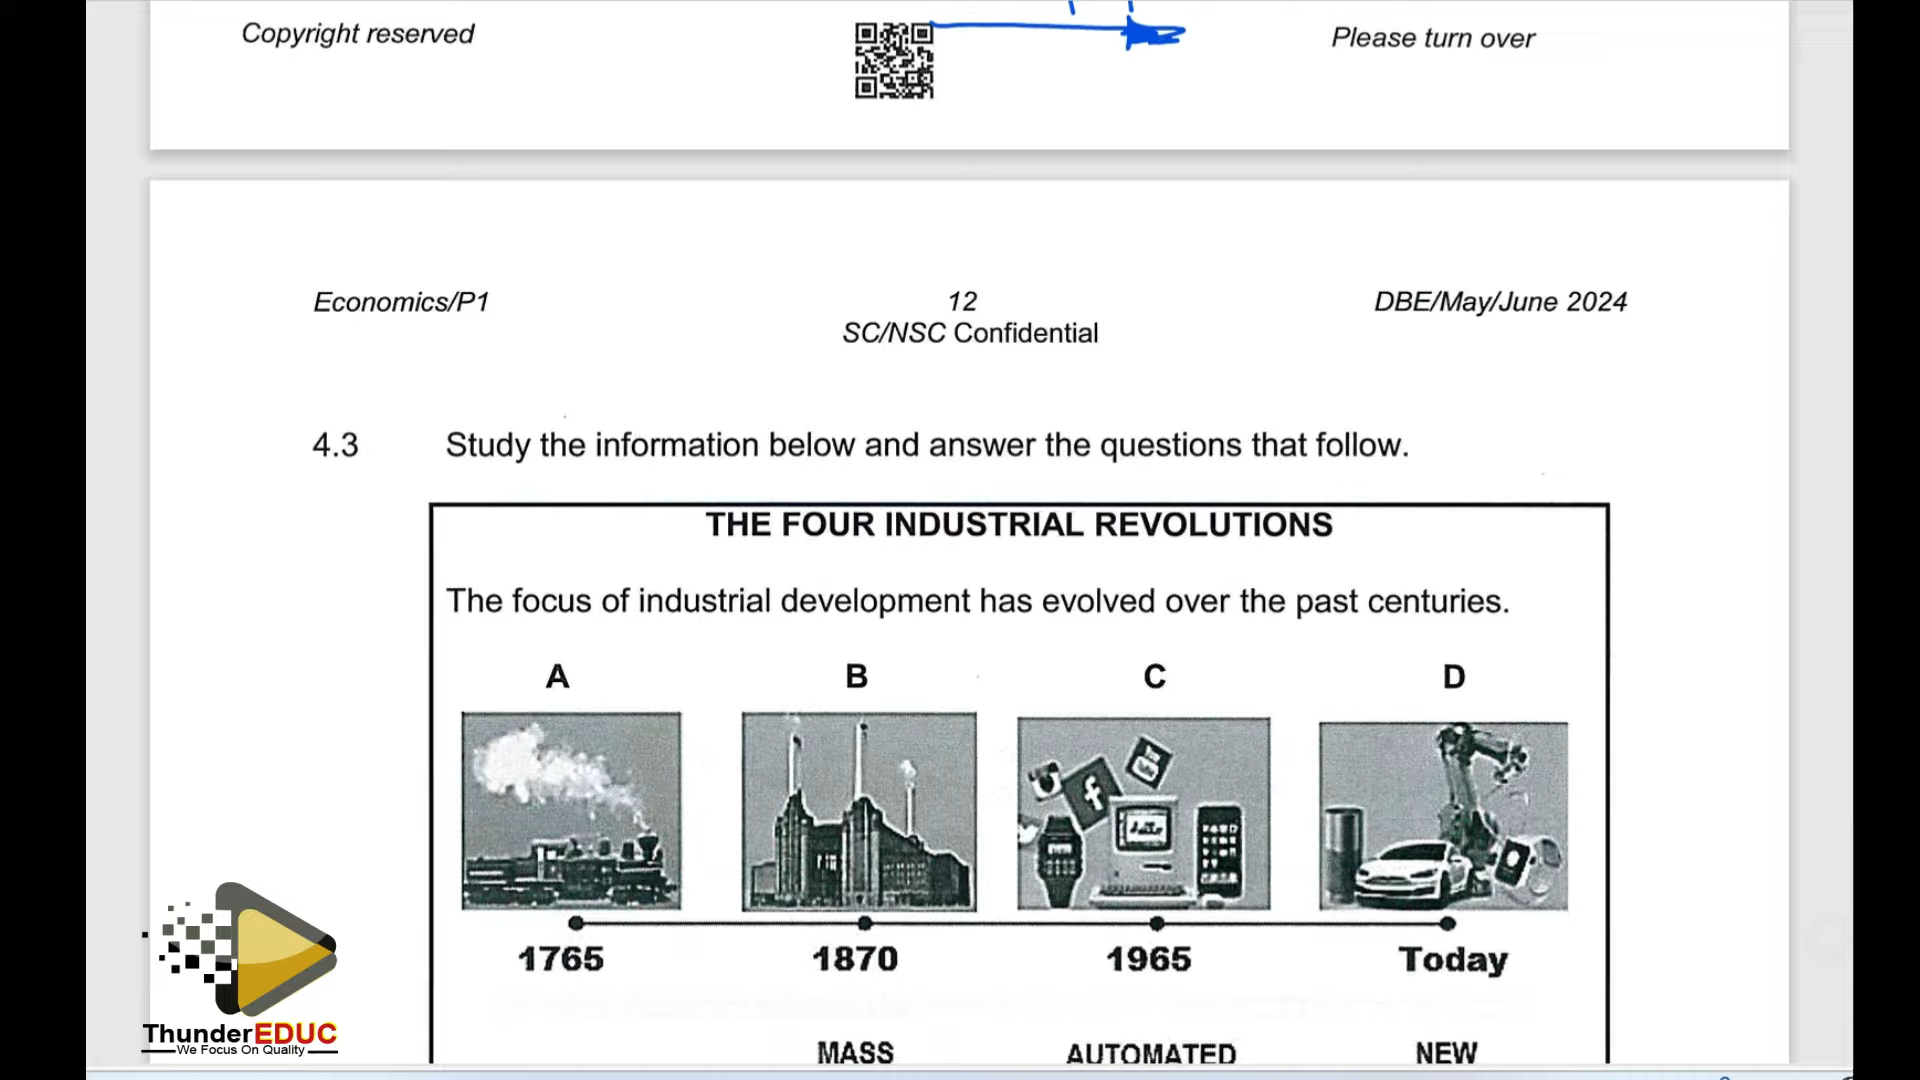 Copyright reserved
Please turn over
Economics/P1
12
DBE/May/June 2024
SC/NSC Confidential
4.3 Study the information below and answer the questions that follow.
THE FOUR INDUSTRIAL REVOLUTIONS
The focus of industrial development has evolved over the past centuries.
A B C D
1765 1870 1965 Today
MASS AUTOMATED NEW
ThunderEDUC
We Focus On Quality